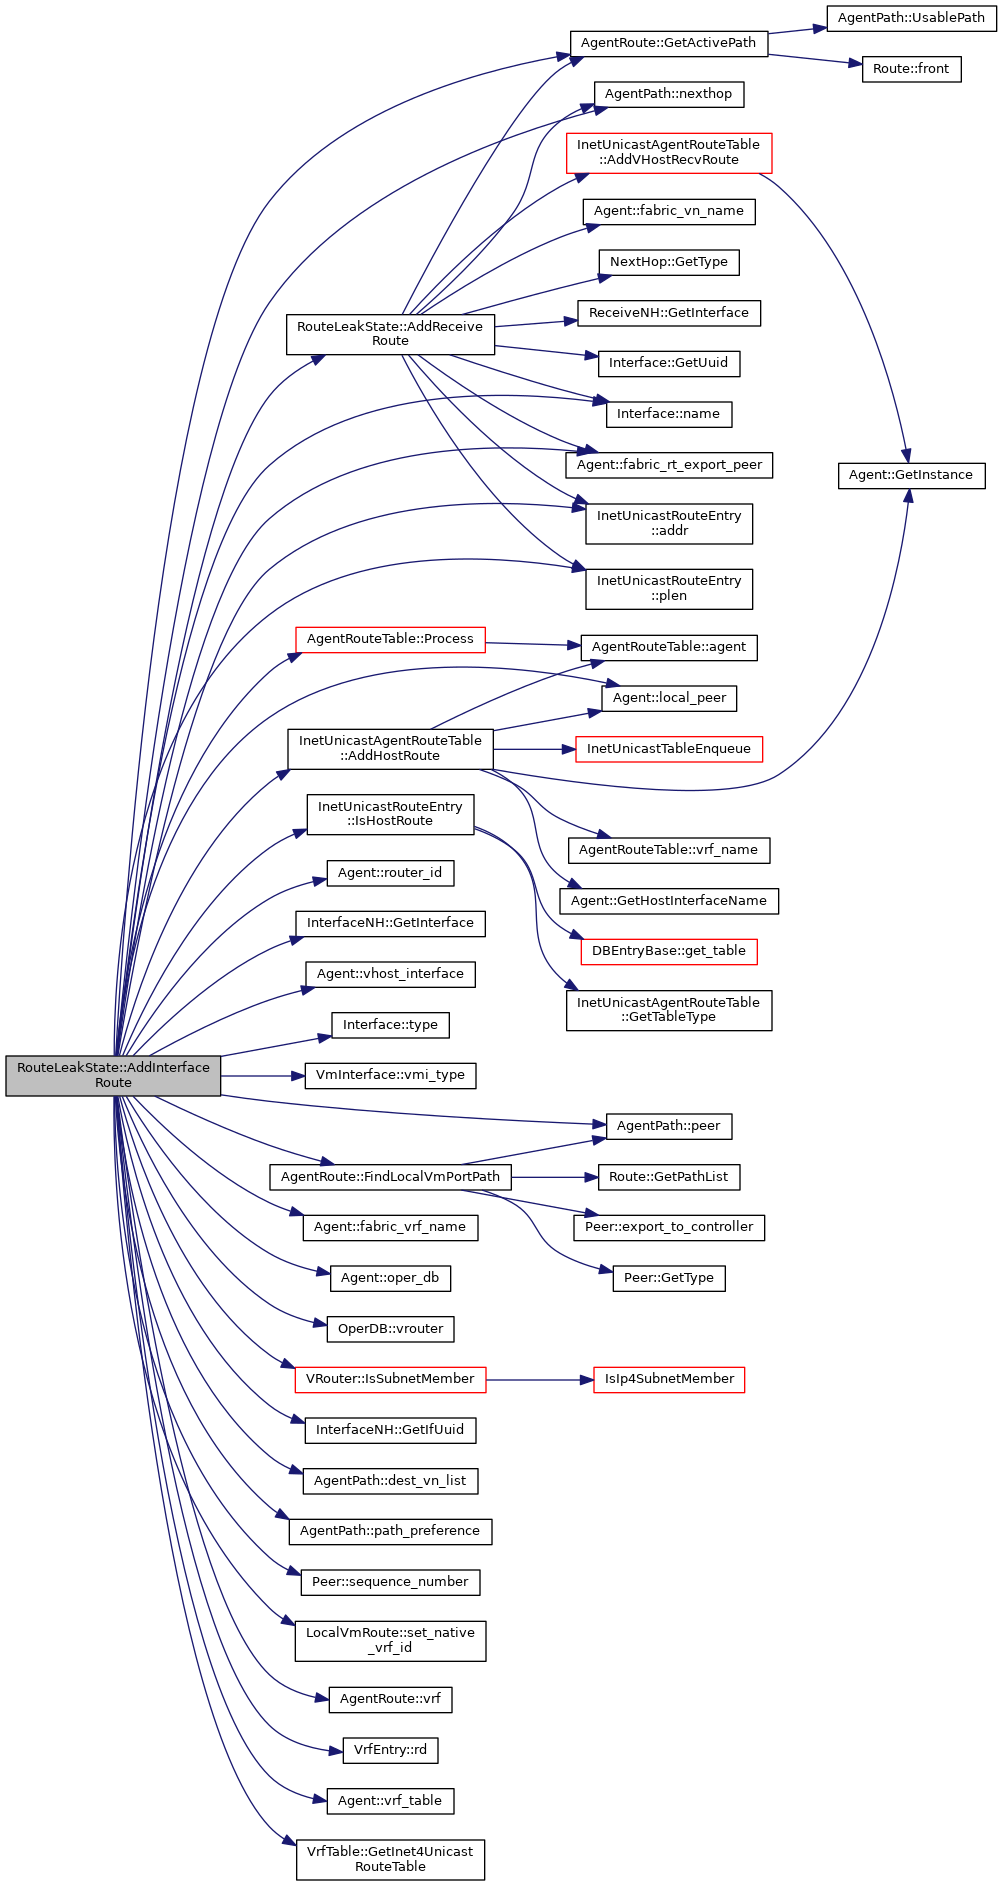 AgentPath::UsablePath
AgentRoute::GetActivePath
Route::front
AgentPath::nexthop
InetUnicastAgentRouteTable
::AddVHostRecvRoute
Agent::fabric_vn_name
NextHop::GetType
ReceiveNH::GetInterface
RouteLeakState::AddReceive
Route
Interface::GetUuid
Interface::name
Agent::fabric_rt_export_peer
Agent::GetInstance
InetUnicastRouteEntry
::addr
InetUnicastRouteEntry
::plen
AgentRouteTable::Process
AgentRouteTable::agent
Agent::local_peer
InetUnicastAgentRouteTable
::AddHostRoute
InetUnicastTableEnqueue
InetUnicastRouteEntry
::IsHostRoute
AgentRouteTable::vrf_name
Agent::router_id
Agent::GetHostInterfaceName
InterfaceNH::GetInterface
DBEntryBase::get_table
Agent::vhost_interface
InetUnicastAgentRouteTable
::GetTableType
Interface::type
RouteLeakState::AddInterface
Route
VmInterface::vmi_type
AgentPath::peer
AgentRoute::FindLocalVmPortPath
Route::GetPathList
Agent::fabric_vrf_name
Peer::export_to_controller
Agent::oper_db
Peer::GetType
OperDB::vrouter
VRouter::IsSubnetMember
IsIp4SubnetMember
InterfaceNH::GetIfUuid
AgentPath::dest_vn_list
AgentPath::path_preference
Peer::sequence_number
LocalVmRoute::set_native
_vrf_id
AgentRoute::vrf
VrfEntry::rd
Agent::vrf_table
VrfTable::GetInet4Unicast
RouteTable